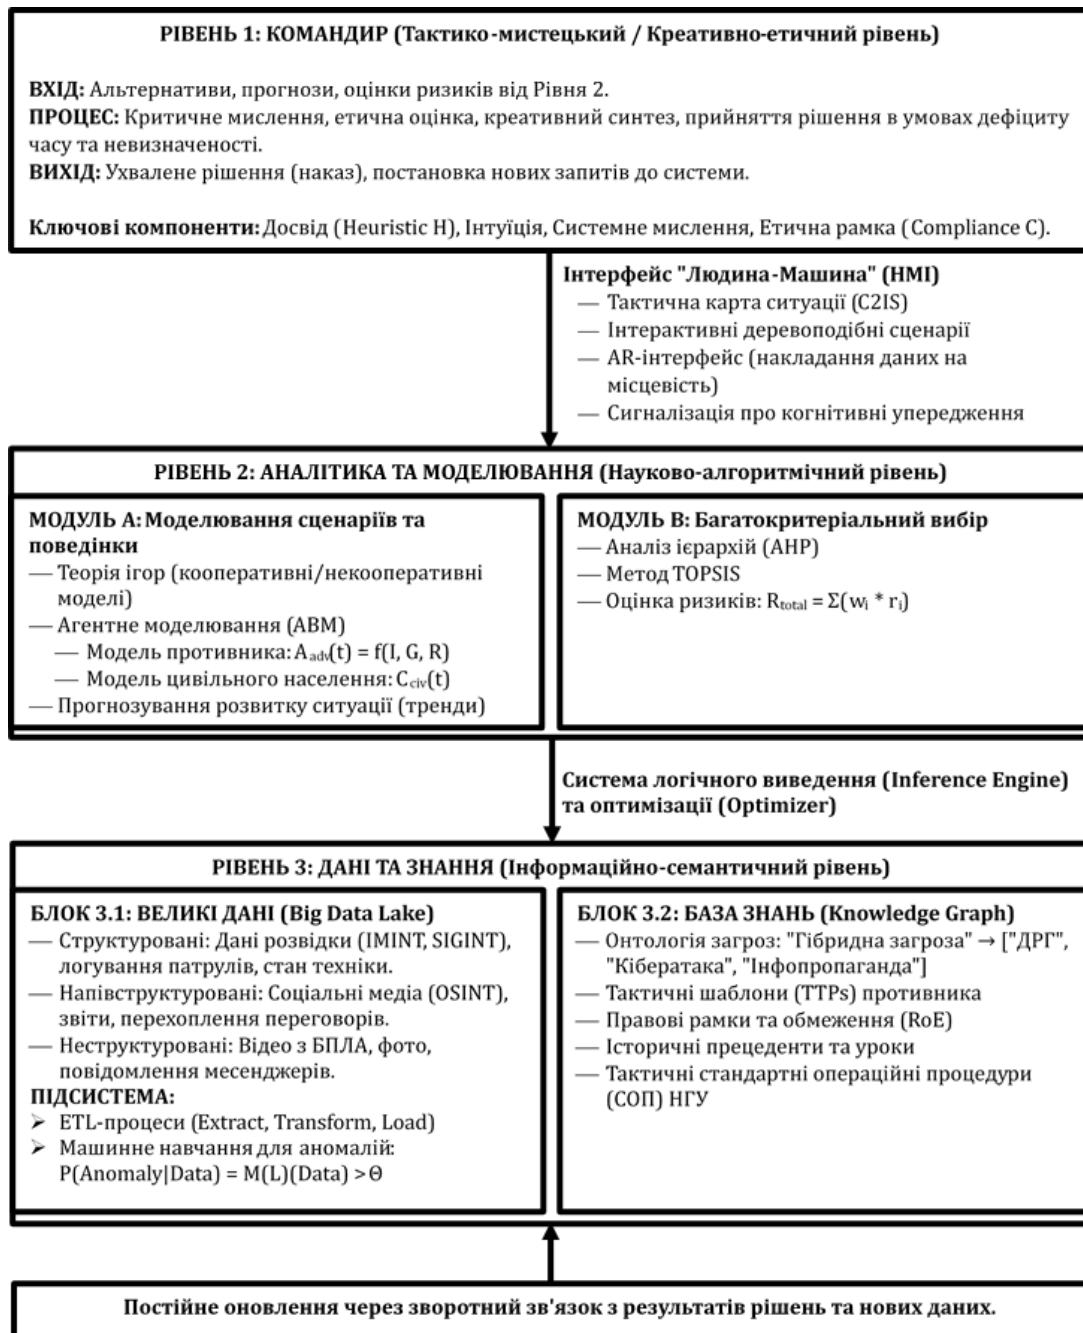 РІВЕНЬ 1: КОМАНДИР (Тактико-мистецький / Креативно-етичний рівень)
ВХІД: Альтернативи, прогнози, оцінки ризиків від Рівня 2.
ПРОЦЕС: Критичне мислення, етична оцінка, креативний синтез, прийняття рішення в умовах дефіциту
часу та невизначеності.
ВИХІД: Ухвалене рішення (наказ), постановка нових запитів до системи.
Ключові компоненти: Досвід (Heuristic H), Інтуїція, Системне мислення, Етична рамка (Compliance C).
Інтерфейс "Людина-Машина" (HMI)
— Тактична карта ситуації (C2IS)
— Інтерактивні деревоподібні сценарії
— AR-інтерфейс (накладання даних на
місцевість)
— Сигналізація про когнітивні упередження
РІВЕНЬ 2: АНАЛІТИКА ТА МОДЕЛЮВАННЯ (Науково-алгоритмічний рівень)
МОДУЛЬ А: Моделювання сценаріїв та
поведінки
— Теорія ігор (кооперативні/некооперативні
моделі)
— Агентне моделювання (ABM)
— Модель противника: A_adv(t) = f(I, G, R)
— Модель цивільного населення: C_civ(t)
— Прогнозування розвитку ситуації (тренди)
МОДУЛЬ В: Багатокритеріальний вибір
— Аналіз ієрархій (AHP)
— Метод TOPSIS
— Оцінка ризиків: R_total = Σ(wᵢ * rᵢ)
Система логічного виведення (Inference Engine)
та оптимізації (Optimizer)
РІВЕНЬ 3: ДАНІ ТА ЗНАННЯ (Інформаційно-семантичний рівень)
БЛОК 3.1: ВЕЛИКІ ДАНІ (Big Data Lake)
— Структуровані: Дані розвідки (IMINT, SIGINT),
логування патрулів, стан техніки.
— Напівструктуровані: Соціальні медіа (OSINT),
звіти, перехоплення переговорів.
— Неструктуровані: Відео з БПЛА, фото,
повідомлення месенджерів.
ПІДСИСТЕМА:
➢ ETL-процеси (Extract, Transform, Load)
➢ Машинне навчання для аномалій:
P(Anomaly|Data) = M(L)(Data) > Θ
БЛОК 3.2: БАЗА ЗНАНЬ (Knowledge Graph)
— Онтологія загроз: "Гібридна загроза" → ["ДРГ",
"Кібератака", "Інфопропаганда"]
— Тактичні шаблони (TTPs) противника
— Правові рамки та обмеження (RoE)
— Історичні прецеденти та уроки
— Тактичні стандартні операційні процедури
(СОП) НГУ
Постійне оновлення через зворотний зв'язок з результатів рішень та нових даних.